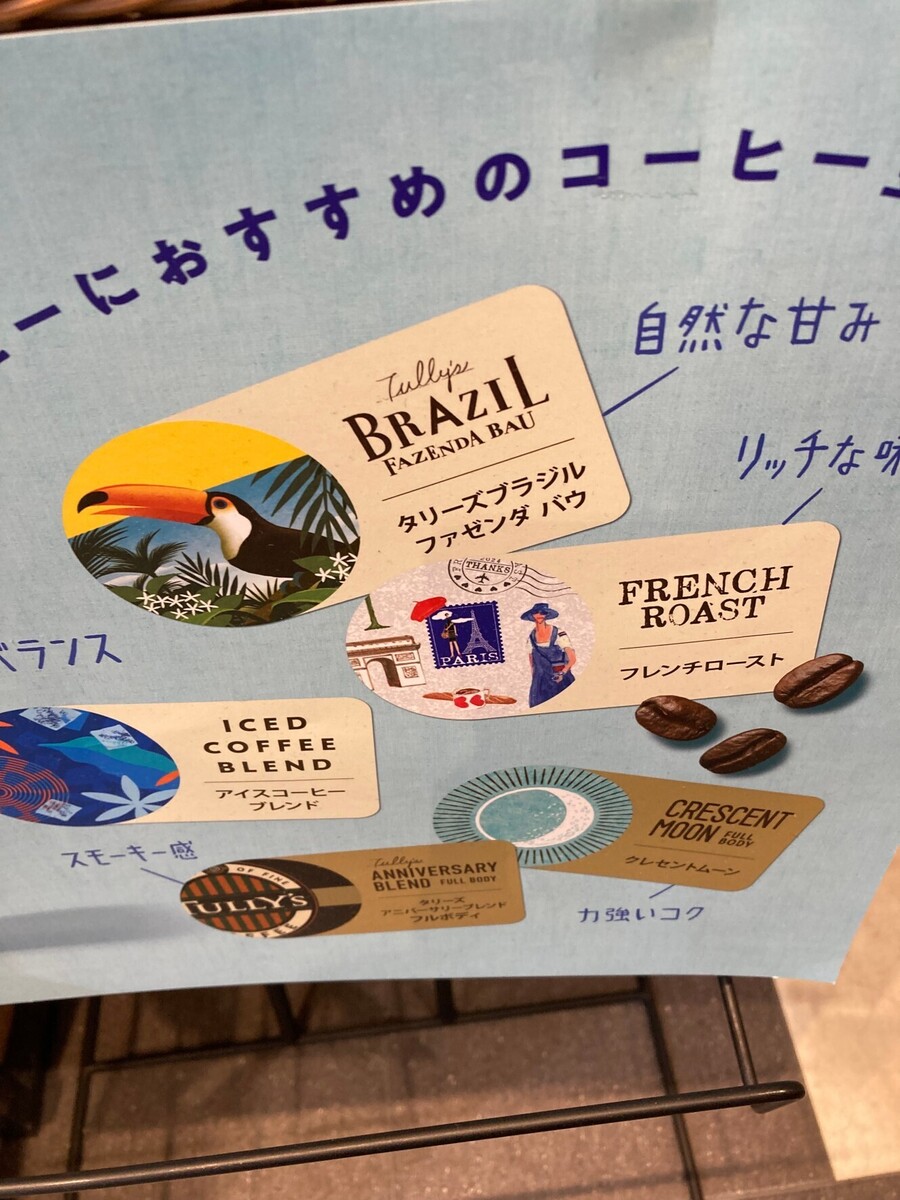 ーにおすすめのコーヒー
自然な甘み
Tully's
BRAZIL
FAZENDA BAU
タリーズブラジル
ファゼンダ バウ
リッチな味
THANKS
PARIS
FRENCH
ROAST
フレンチロースト
バランス
ICED
COFFEE
BLEND
アイスコーヒー
ブレンド
CRESCENT
MOON FULL
BODY
クレセントムーン
力強いコク
スモーキー感
OF FINE
TULLY'S
COFFEE
Tully's
ANNIVERSARY
BLEND FULL BODY
タリーズ
アニバーサリーブレンド
フルボディ